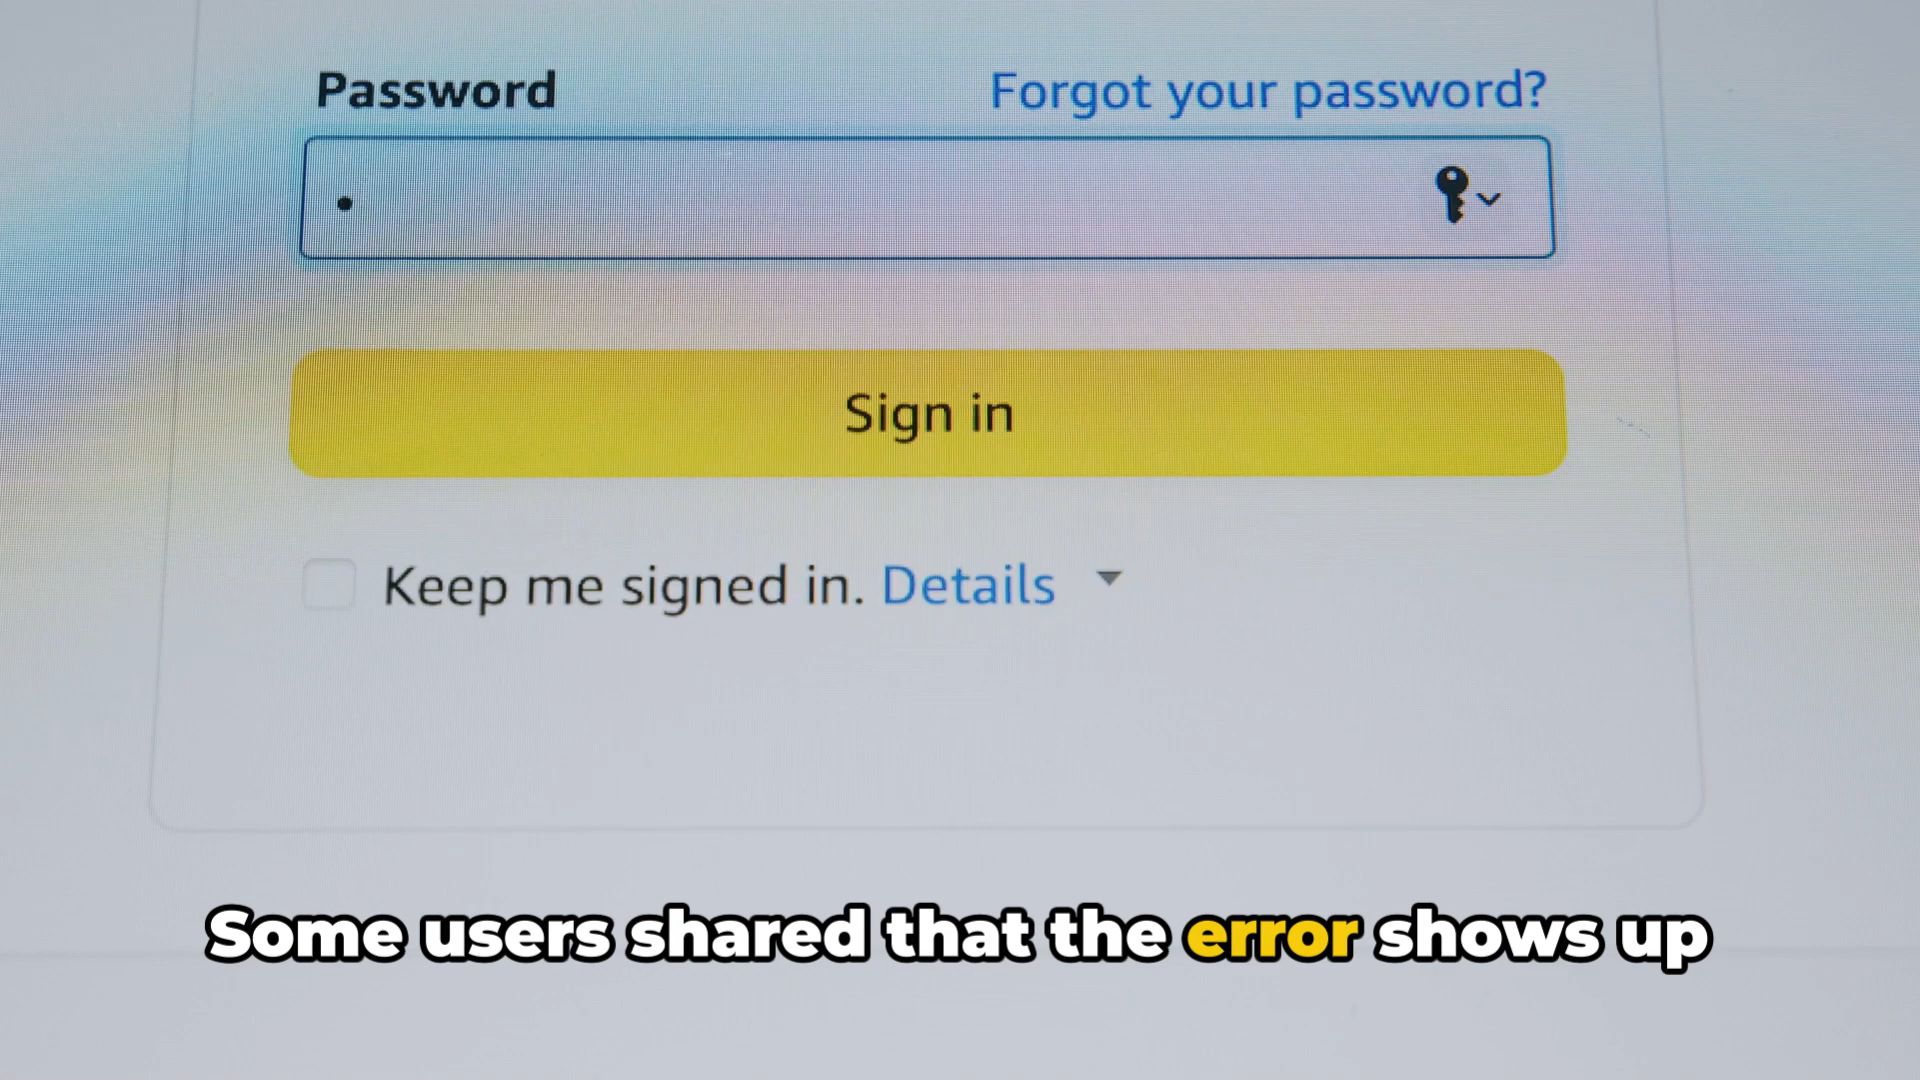 Password
Forgot your password?
Sign in
Keep me signed in. Details
Some users shared that the error shows up